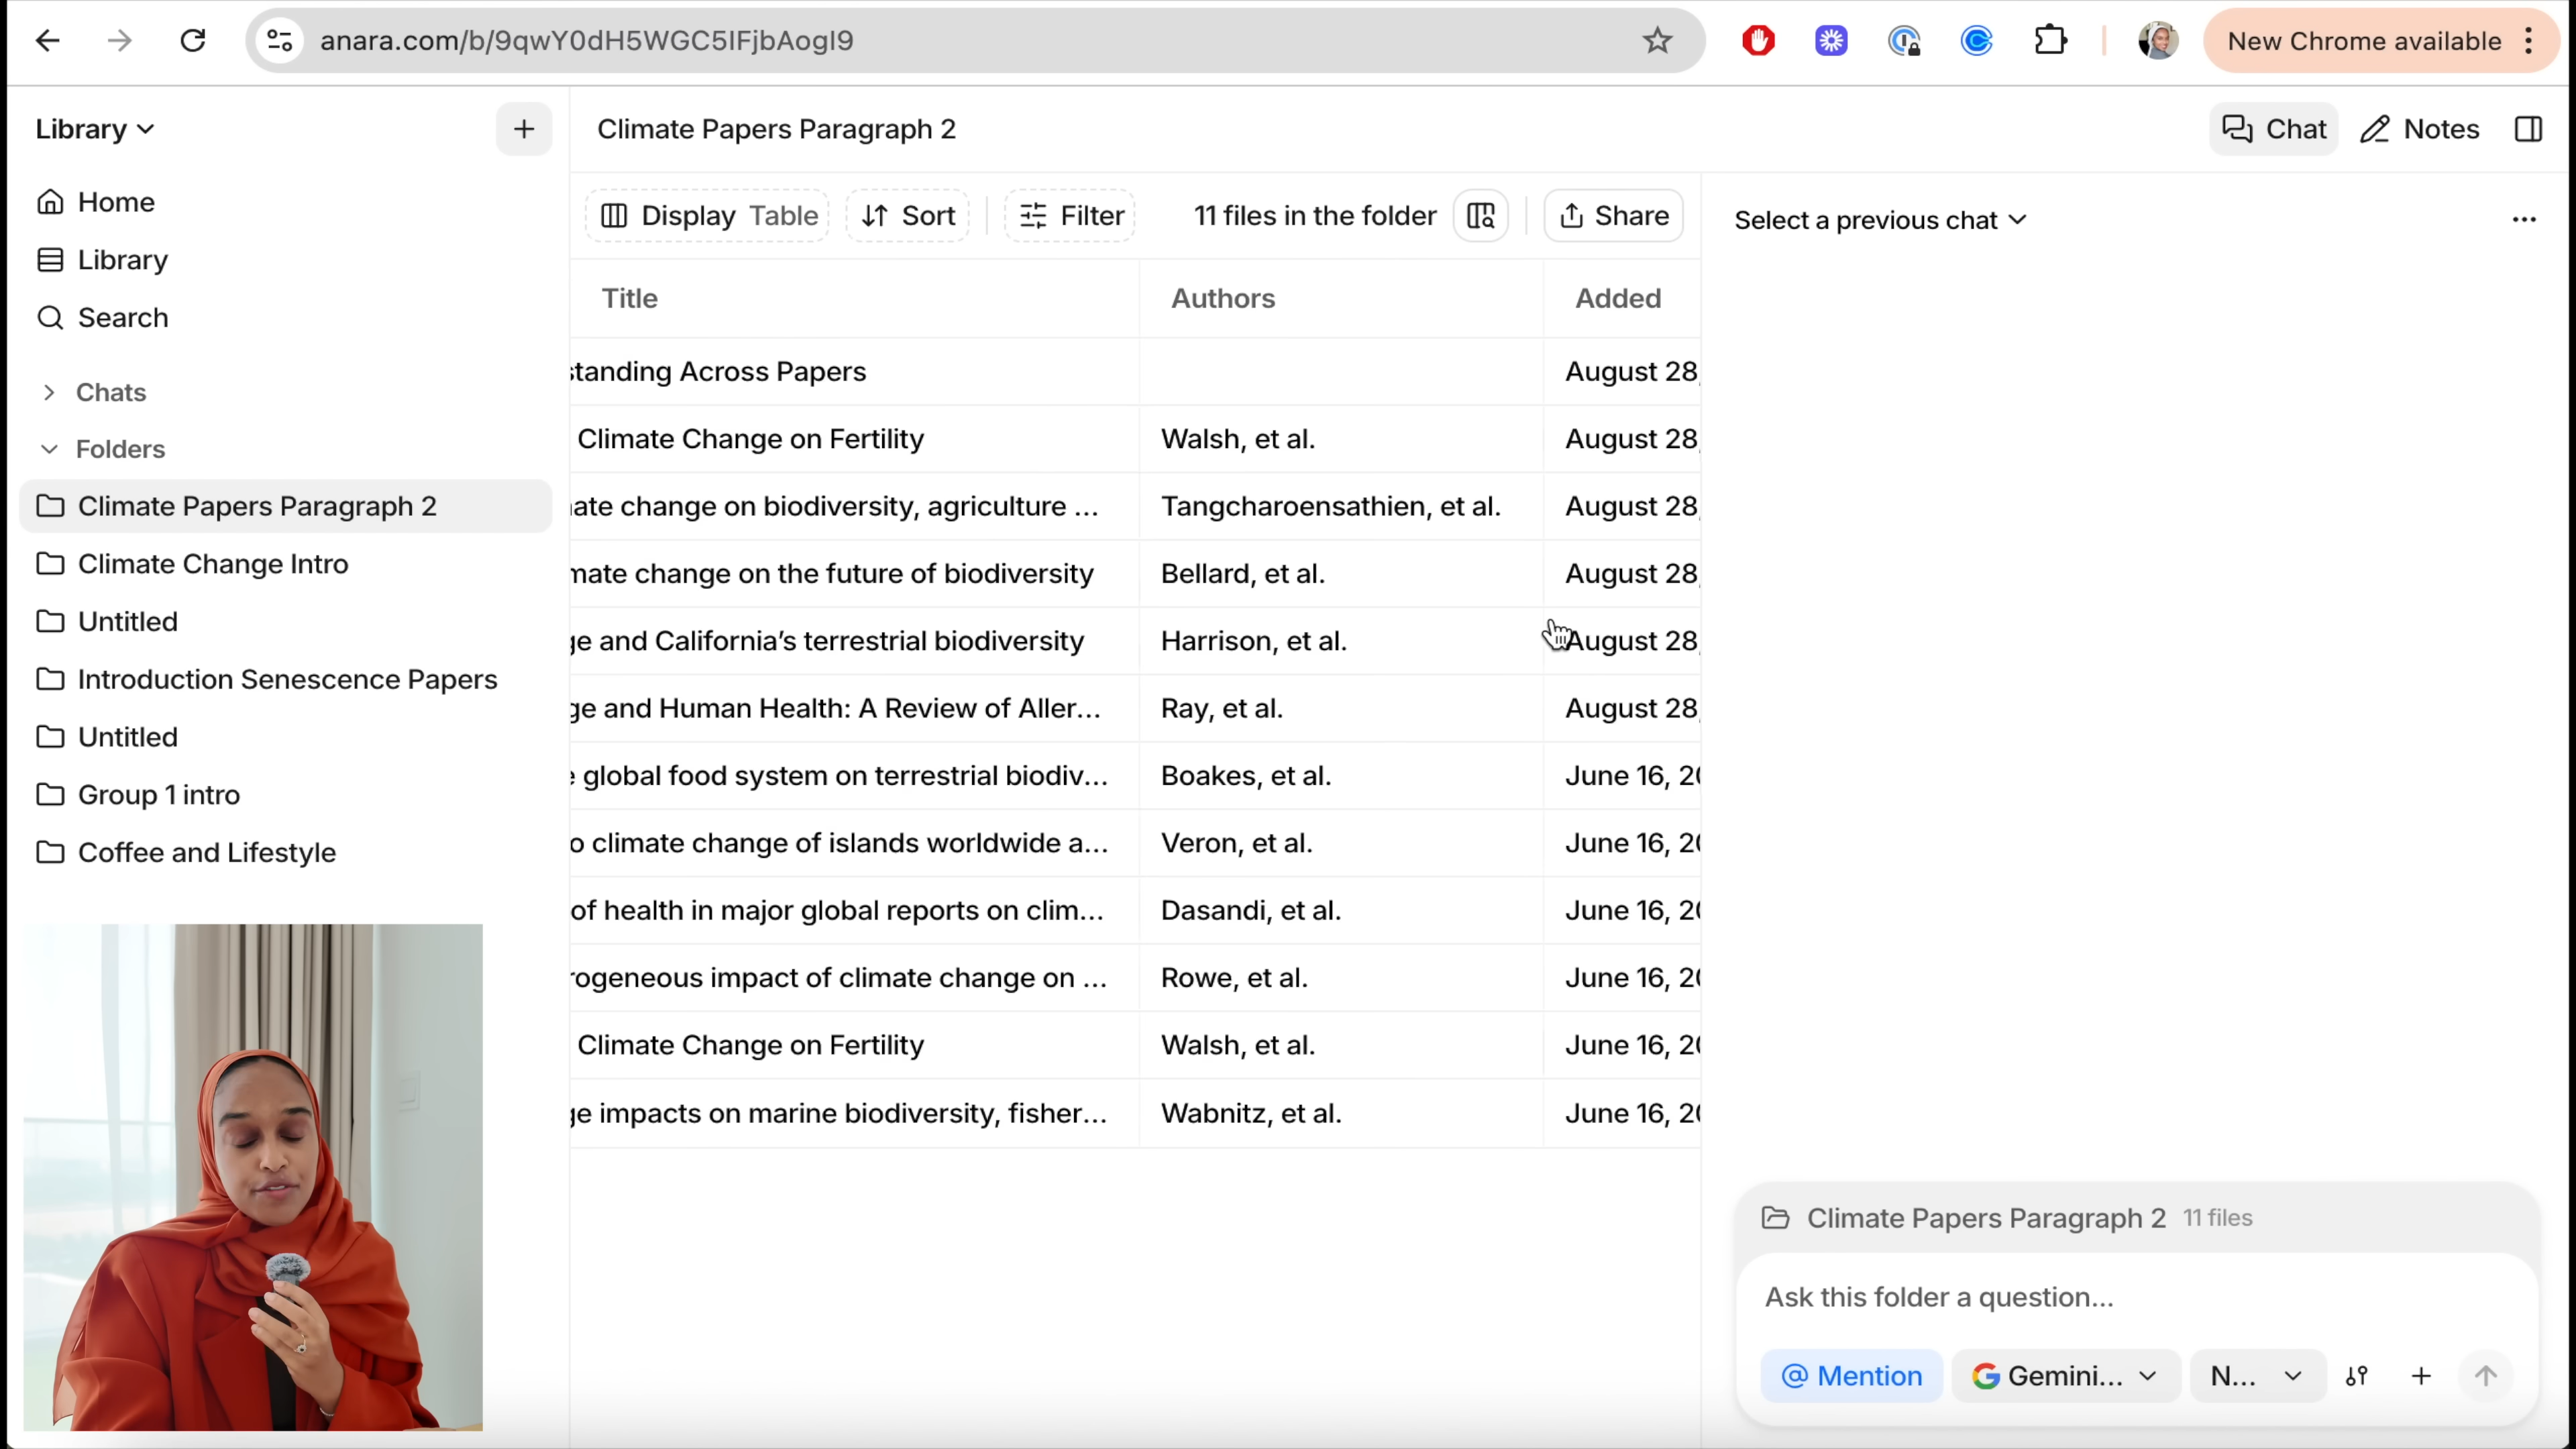 anara.com/b/9qwY0dH5WGC5IFjbAogI9
New Chrome available
Library
Climate Papers Paragraph 2
Chat
Notes
Home
Library
Search
Chats
Folders
Climate Papers Paragraph 2
Climate Change Intro
Untitled
Introduction Senescence Papers
Untitled
Group 1 intro
Coffee and Lifestyle
Display Table Sort Filter 11 files in the folder Share
Title Authors Added
standing Across Papers August 28,
Climate Change on Fertility Walsh, et al. August 28,
ate change on biodiversity, agriculture ... Tangcharoensathien, et al. August 28,
mate change on the future of biodiversity Bellard, et al. August 28,
ge and California’s terrestrial biodiversity Harrison, et al. August 28,
ge and Human Health: A Review of Aller... Ray, et al. August 28,
e global food system on terrestrial biodiv... Boakes, et al. June 16, 20
o climate change of islands worldwide a... Veron, et al. June 16, 20
of health in major global reports on clim... Dasandi, et al. June 16, 20
rogeneous impact of climate change on ... Rowe, et al. June 16, 20
Climate Change on Fertility Walsh, et al. June 16, 20
ge impacts on marine biodiversity, fisher... Wabnitz, et al. June 16, 20
Select a previous chat
Climate Papers Paragraph 2 11 files
Ask this folder a question...
@ Mention Gemini... N...